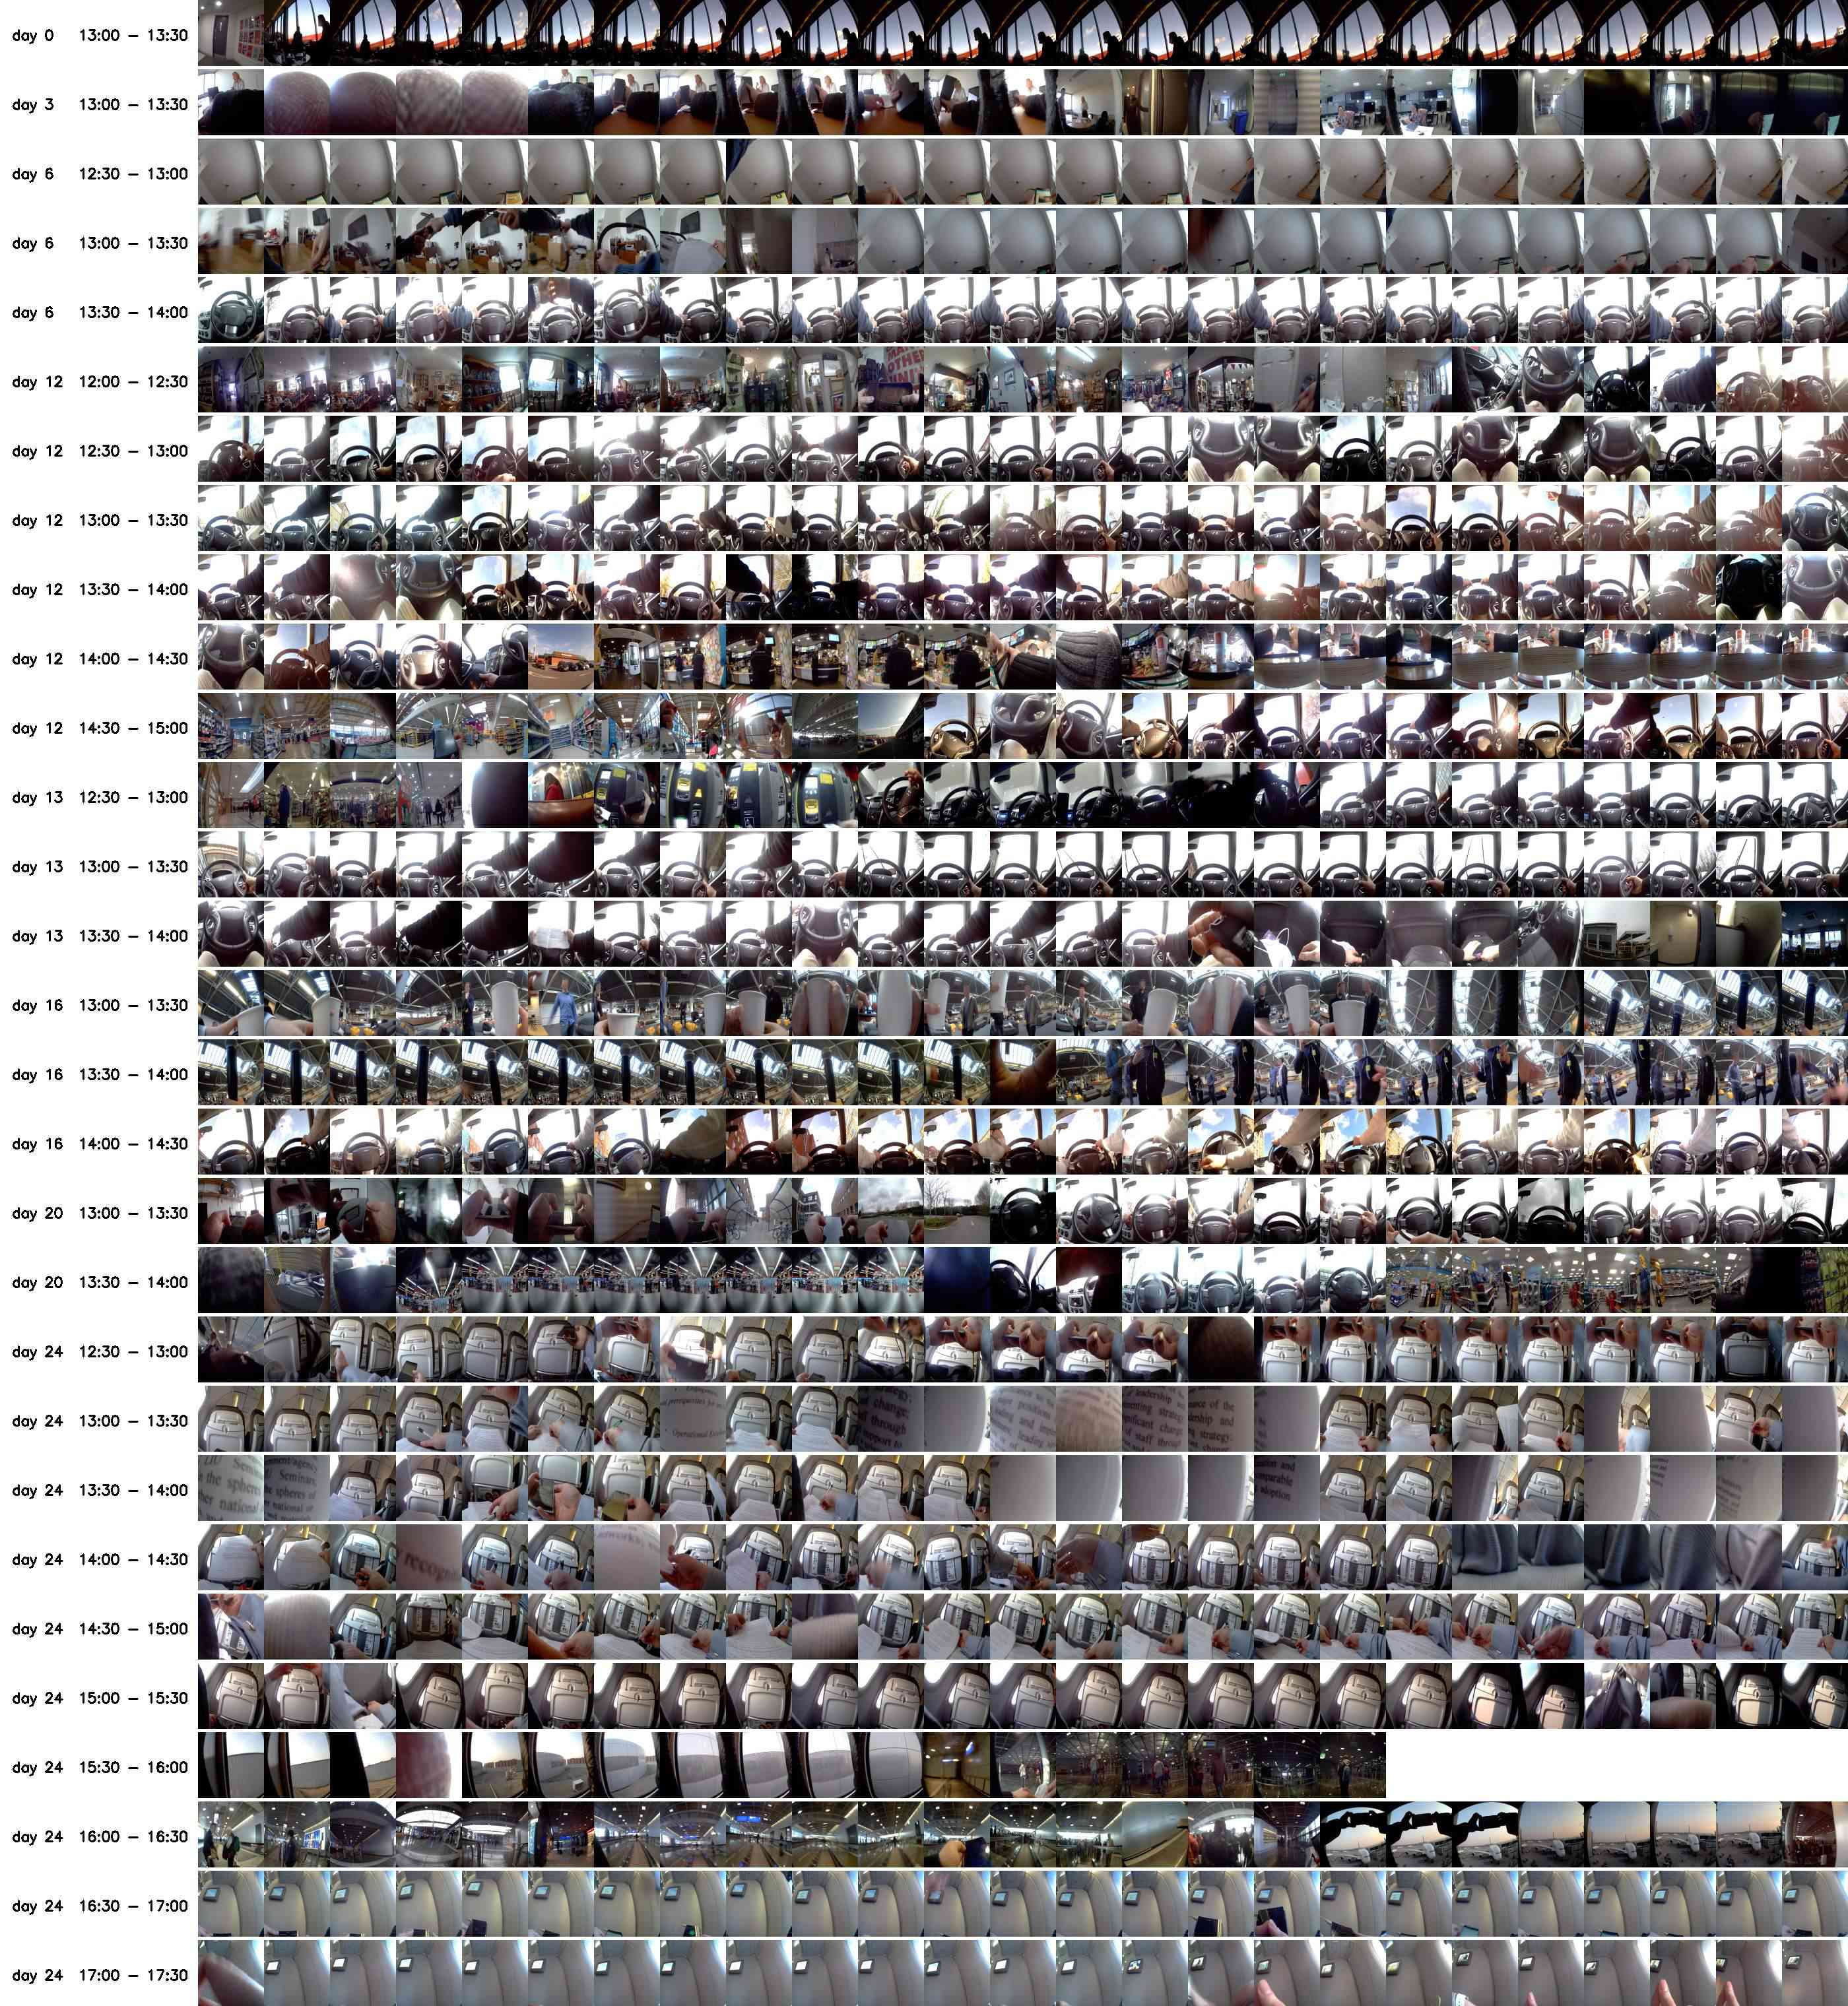 day 0 13:00 – 13:30
day 3 13:00 – 13:30
day 6 12:30 – 13:00
day 6 13:00 – 13:30
day 6 13:30 – 14:00
day 12 12:00 – 12:30
day 12 12:30 – 13:00
day 12 13:00 – 13:30
day 12 13:30 – 14:00
day 12 14:00 – 14:30
day 12 14:30 – 15:00
day 13 12:30 – 13:00
day 13 13:00 – 13:30
day 13 13:30 – 14:00
day 16 13:00 – 13:30
day 16 13:30 – 14:00
day 16 14:00 – 14:30
day 20 13:00 – 13:30
day 20 13:30 – 14:00
day 24 12:30 – 13:00
day 24 13:00 – 13:30
day 24 13:30 – 14:00
day 24 14:00 – 14:30
day 24 14:30 – 15:00
day 24 15:00 – 15:30
day 24 15:30 – 16:00
day 24 16:00 – 16:30
day 24 16:30 – 17:00
day 24 17:00 – 17:30